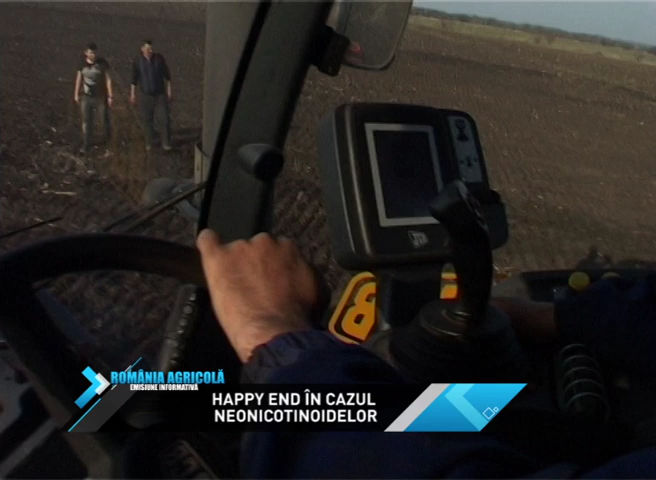 ROMÂNIA AGRICOLĂ
EMISIUNE INFORMATIVĂ
HAPPY END ÎN CAZUL
NEONICOTINOIDELOR